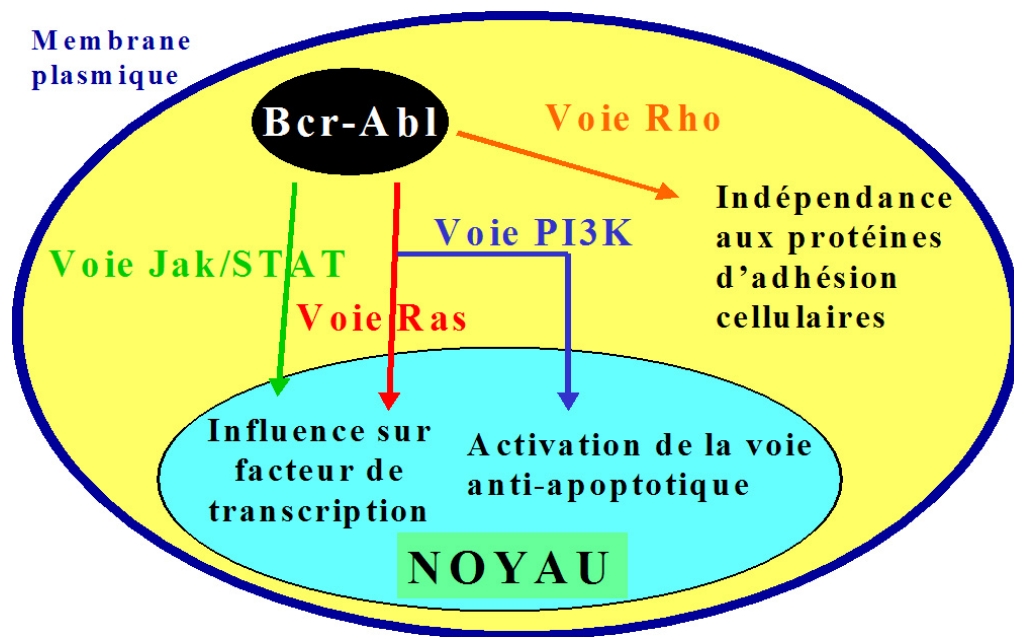 Membrane
plasmique
Bcr-Abl
Voie Rho
Indépendance
aux protéines
d’adhésion
cellulaires
Voie PI3K
Voie Jak/STAT
Voie Ras
Influence sur
facteur de
transcription
Activation de la voie
anti-apoptotique
NOYAU